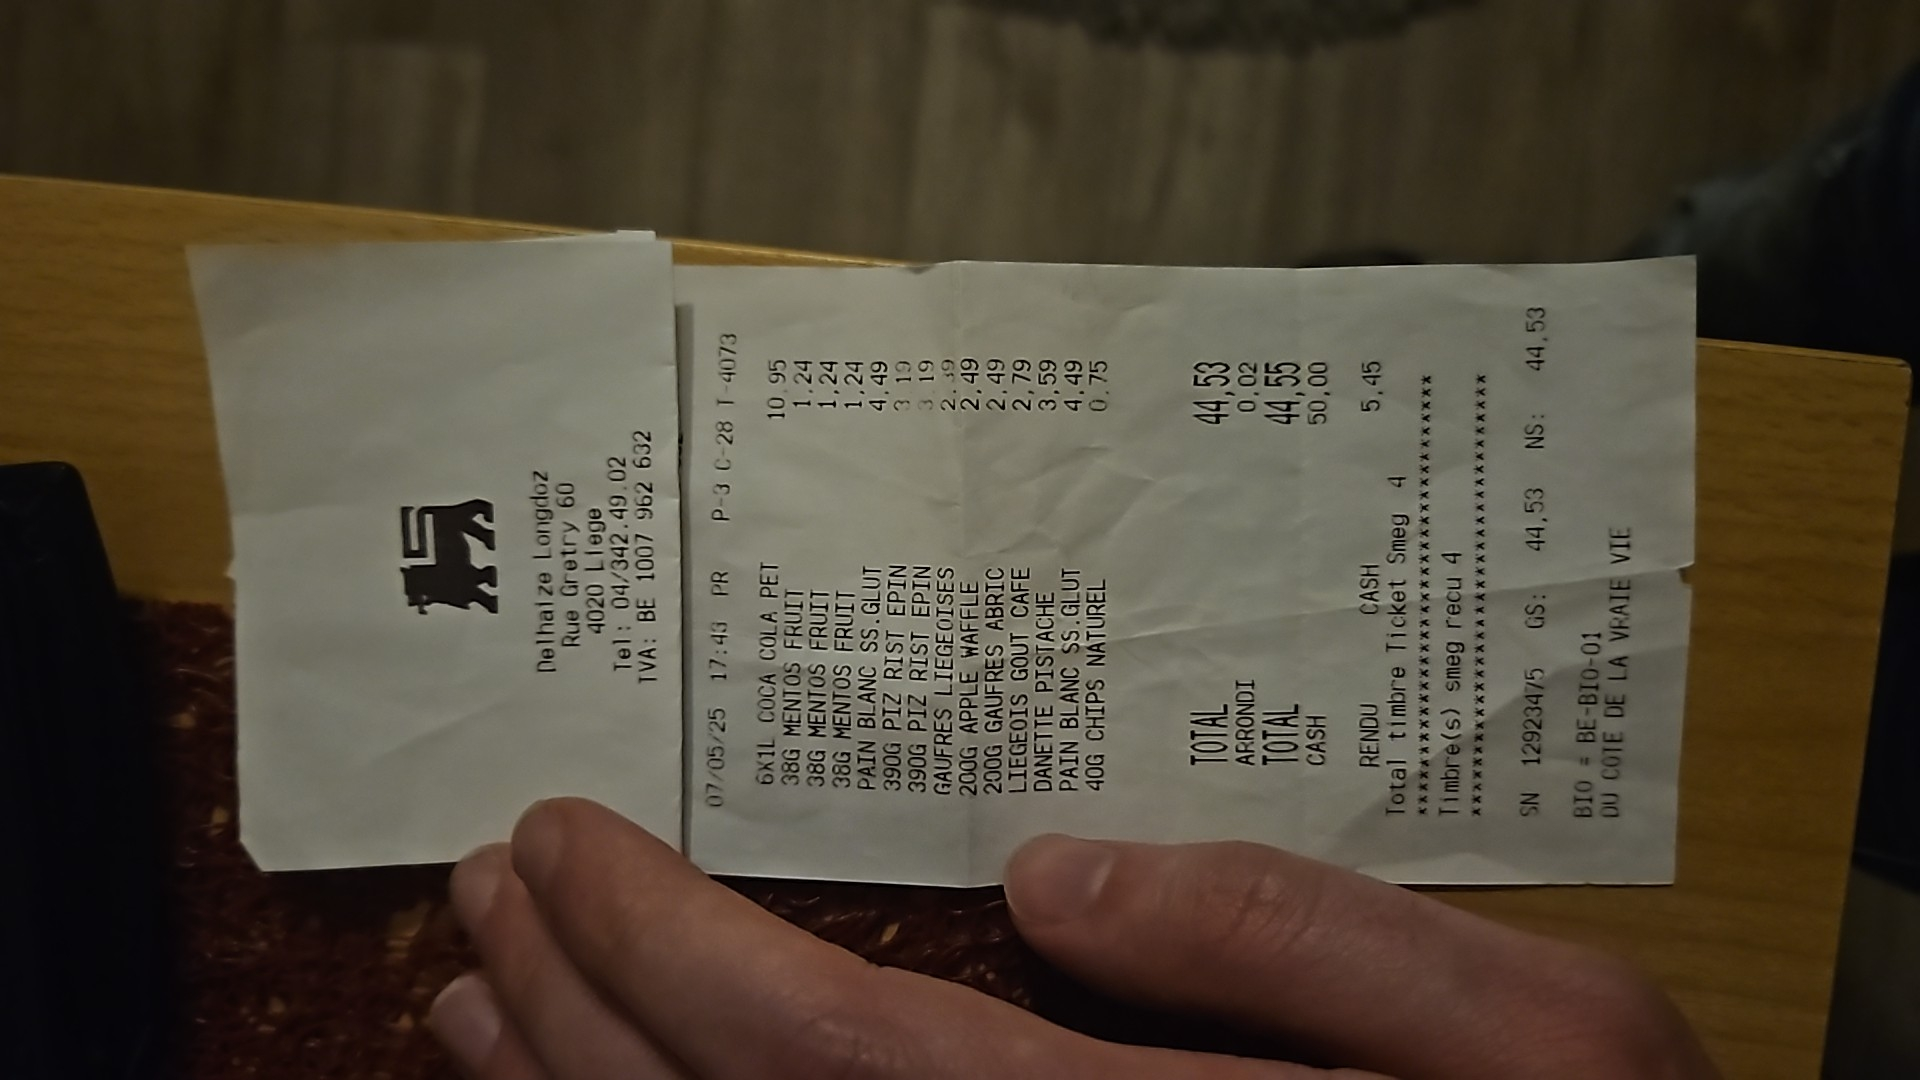 Delhaize Longdoz
Rue Gretry 60
4020 Liege
Tel: 04/342.49.02
TVA: BE 1007 962 632
07/05/25 17:43 PR P-3 C-28 T-4073
6X1L COCA COLA PET 10,95
38G MENTOS FRUIT 1,24
38G MENTOS FRUIT 1,24
38G MENTOS FRUIT 1,24
PAIN BLANC SS.GLUT 4,49
390G PIZ RIST EPIN 3,19
390G PIZ RIST EPIN 3,19
GAUFRES LIEGEOISES 2,39
200G APPLE WAFFLE 2,49
200G GAUFRES ABRIC 2,49
LIEGEOIS GOUT CAFE 2,79
DANETTE PISTACHE 3,59
PAIN BLANC SS.GLUT 4,49
40G CHIPS NATUREL 0,75
TOTAL 44,53
ARRONDI 0,02
TOTAL 44,55
CASH 50,00
RENDU CASH 5,45
Total timbre Ticket Smeg 4
****************************************
Timbre(s) smeg recu 4
****************************************
SN 12923475 GS: 44,53 NS: 44,53
BIO = BE-BIO-01
DU COTE DE LA VRAIE VIE